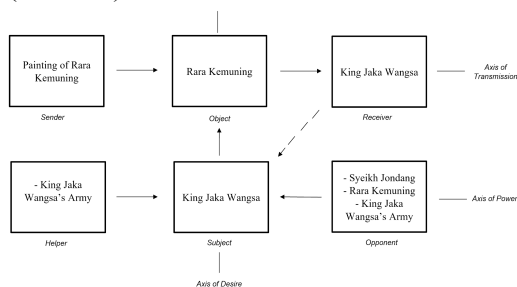 Painting of Rara
Kemuning
Rara Kemuning
King Jaka Wangsa
Axis of
Transmission
Sender
Object
Receiver
- King Jaka
Wangsa's Army
King Jaka Wangsa
- Syeikh Jondang
- Rara Kemuning
- King Jaka
Wangsa's Army
Axis of Power
Helper
Subject
Opponent
Axis of Desire